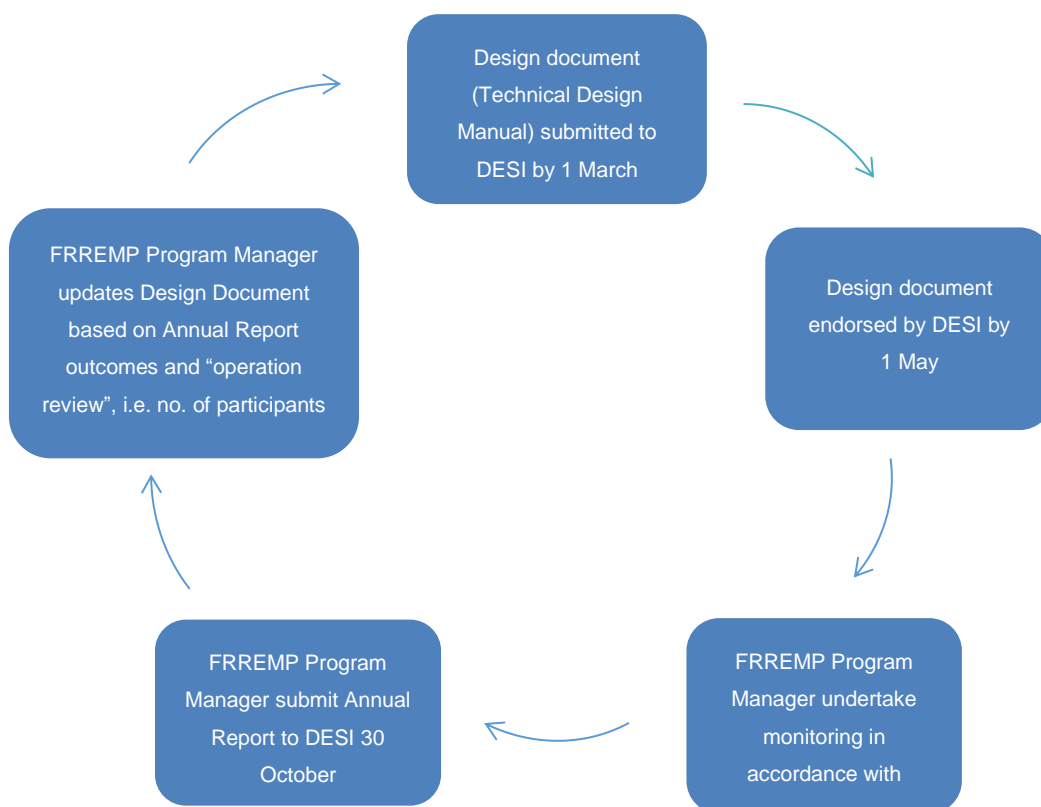 Design document
(Technical Design
Manual) submitted to
DESI by 1 March
Design document
endorsed by DESI by
1 May
FRREMP Program
Manager undertake
monitoring in
accordance with
FRREMP Program
Manager submit Annual
Report to DESI 30
October
FRREMP Program Manager
updates Design Document
based on Annual Report
outcomes and “operation
review”, i.e. no. of participants